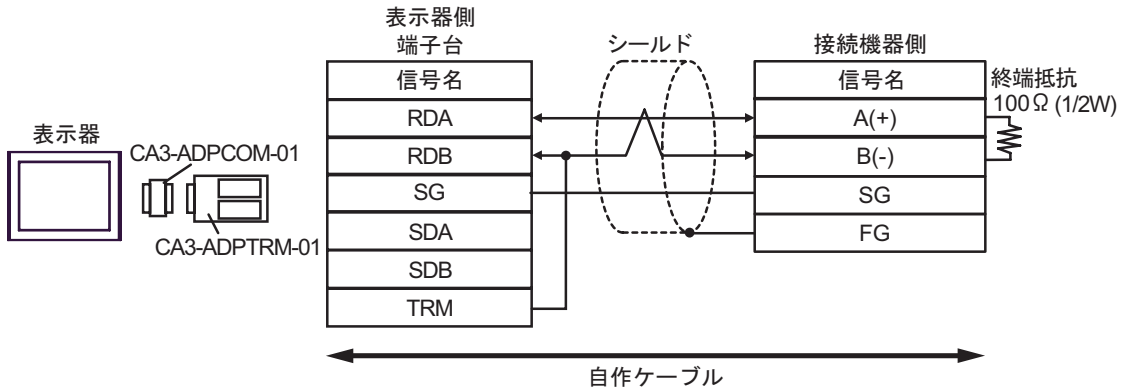 表示器
CA3-ADPCOM-01
CA3-ADPTRM-01
表示器側
端子台
信号名
RDA
RDB
SG
SDA
SDB
TRM
シールド
接続機器側
信号名
A(+)
B(-)
SG
FG
終端抵抗
100Ω (1/2W)
自作ケーブル